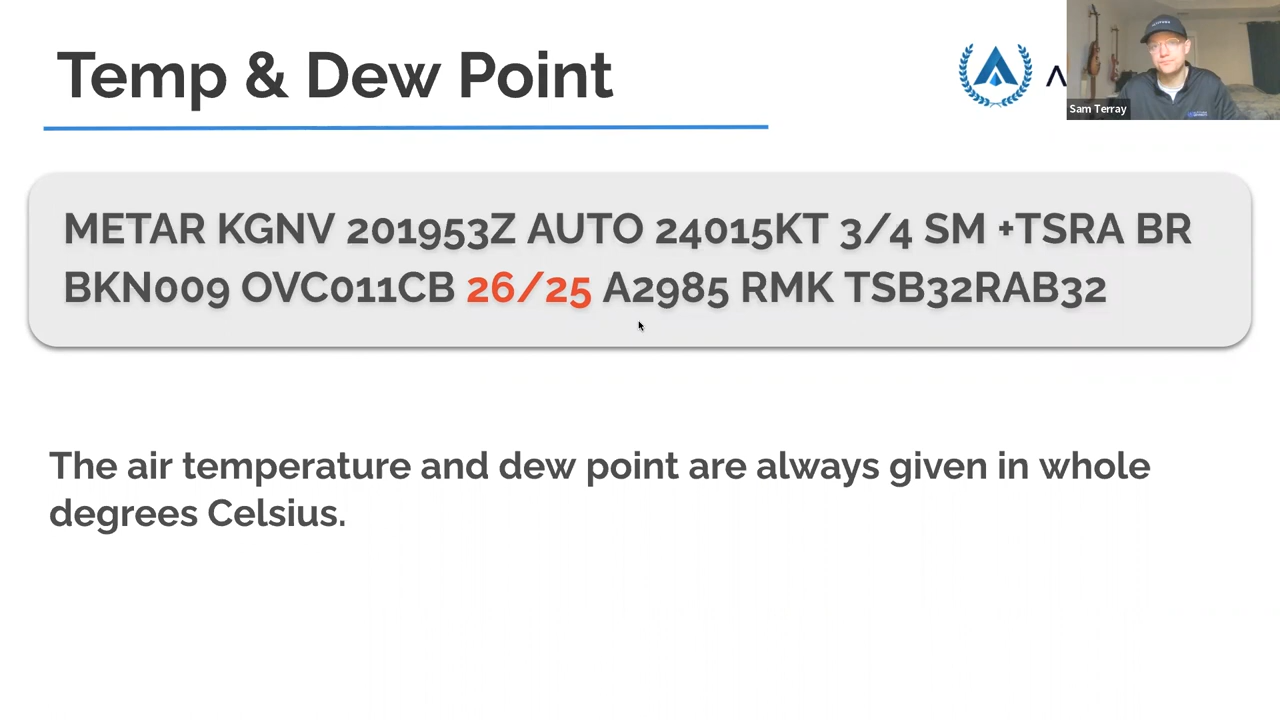 Temp & Dew Point
Sam Terray
METAR KGNV 201953Z AUTO 24015KT 3/4 SM +TSRA BR
BKN009 OVC011CB 26/25 A2985 RMK TSB32RAB32
The air temperature and dew point are always given in whole
degrees Celsius.